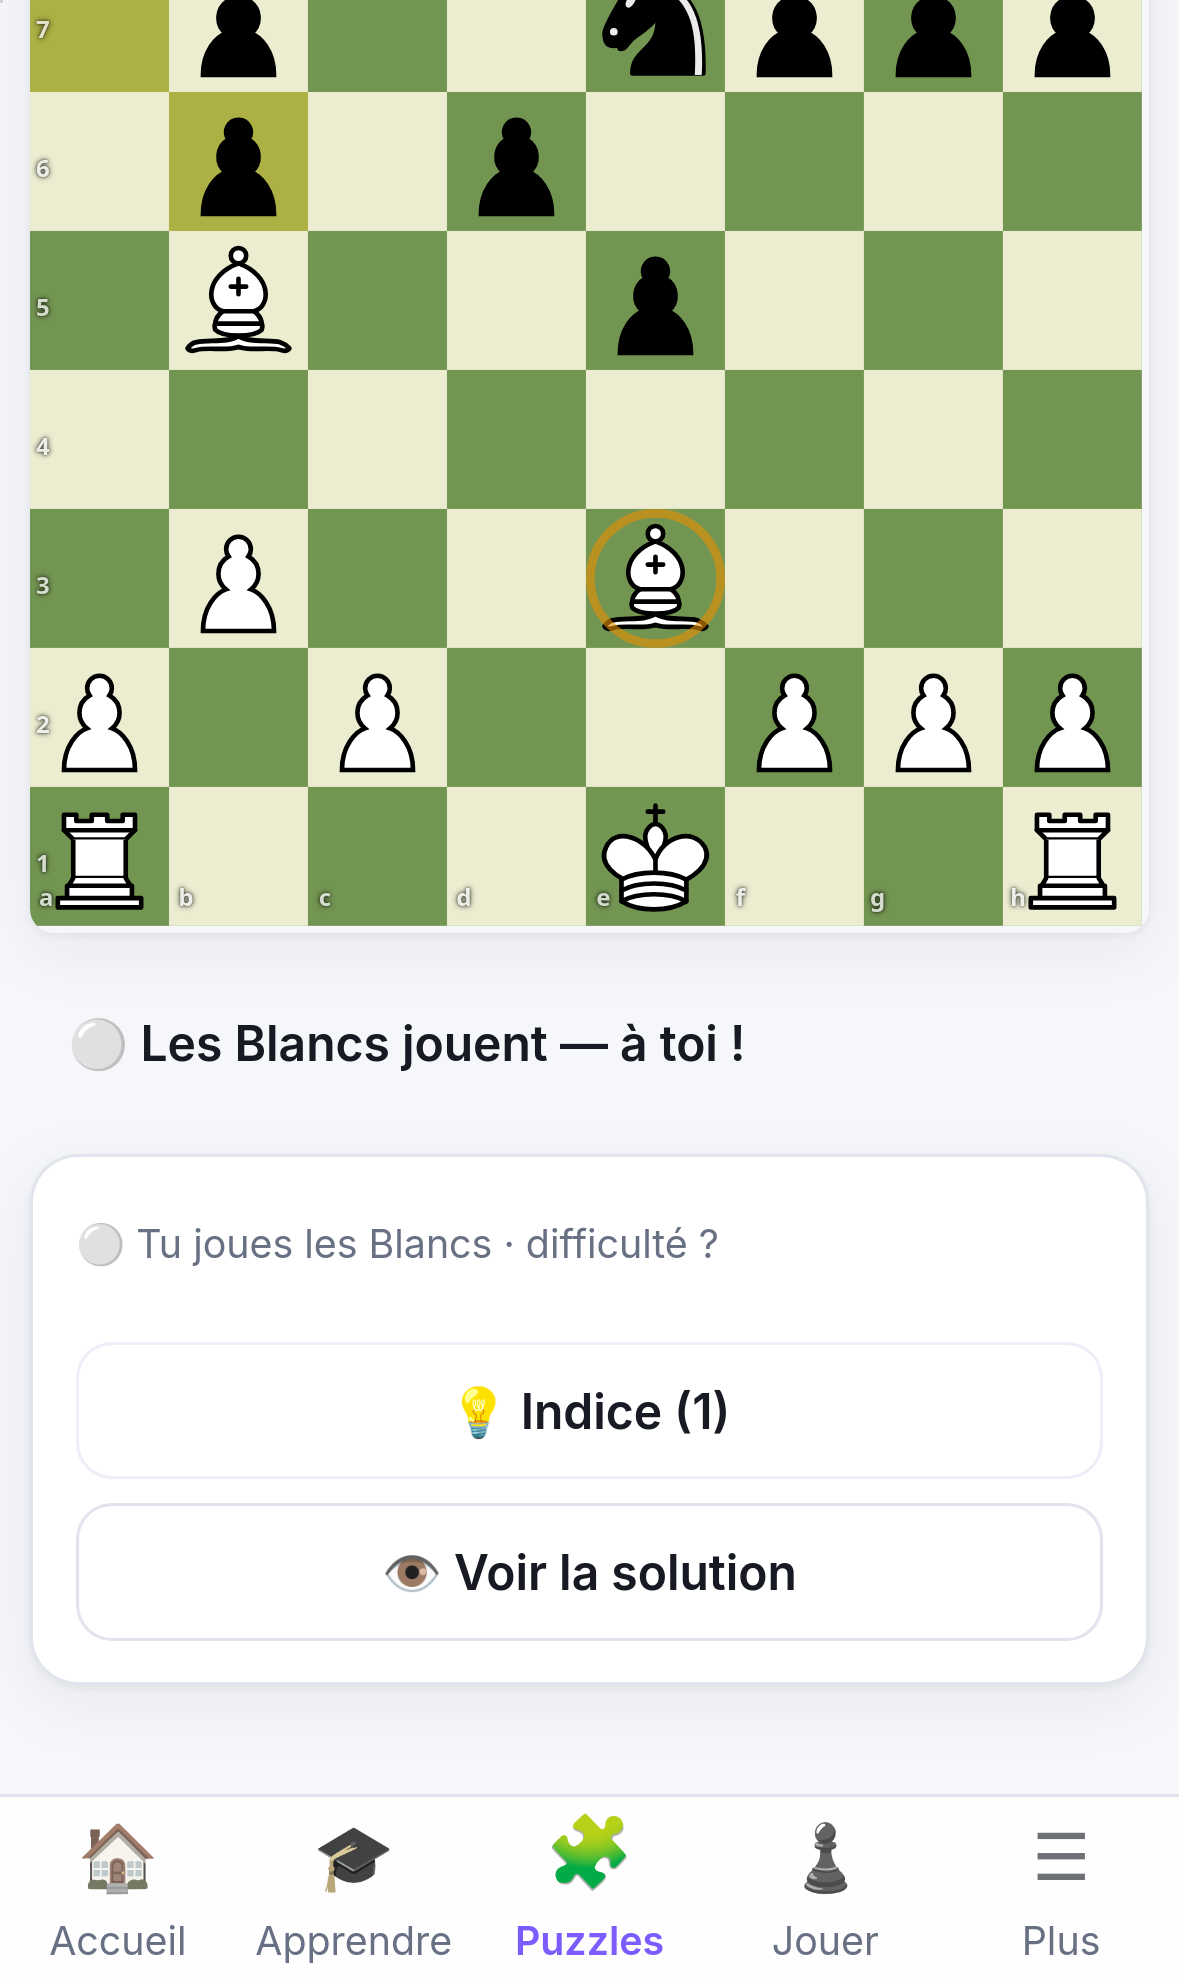 7
6
5
4
3
2
1
a b c d e f g h
Les Blancs jouent — à toi !
Tu joues les Blancs · difficulté ?
Indice (1)
Voir la solution
Accueil Apprendre Puzzles Jouer Plus